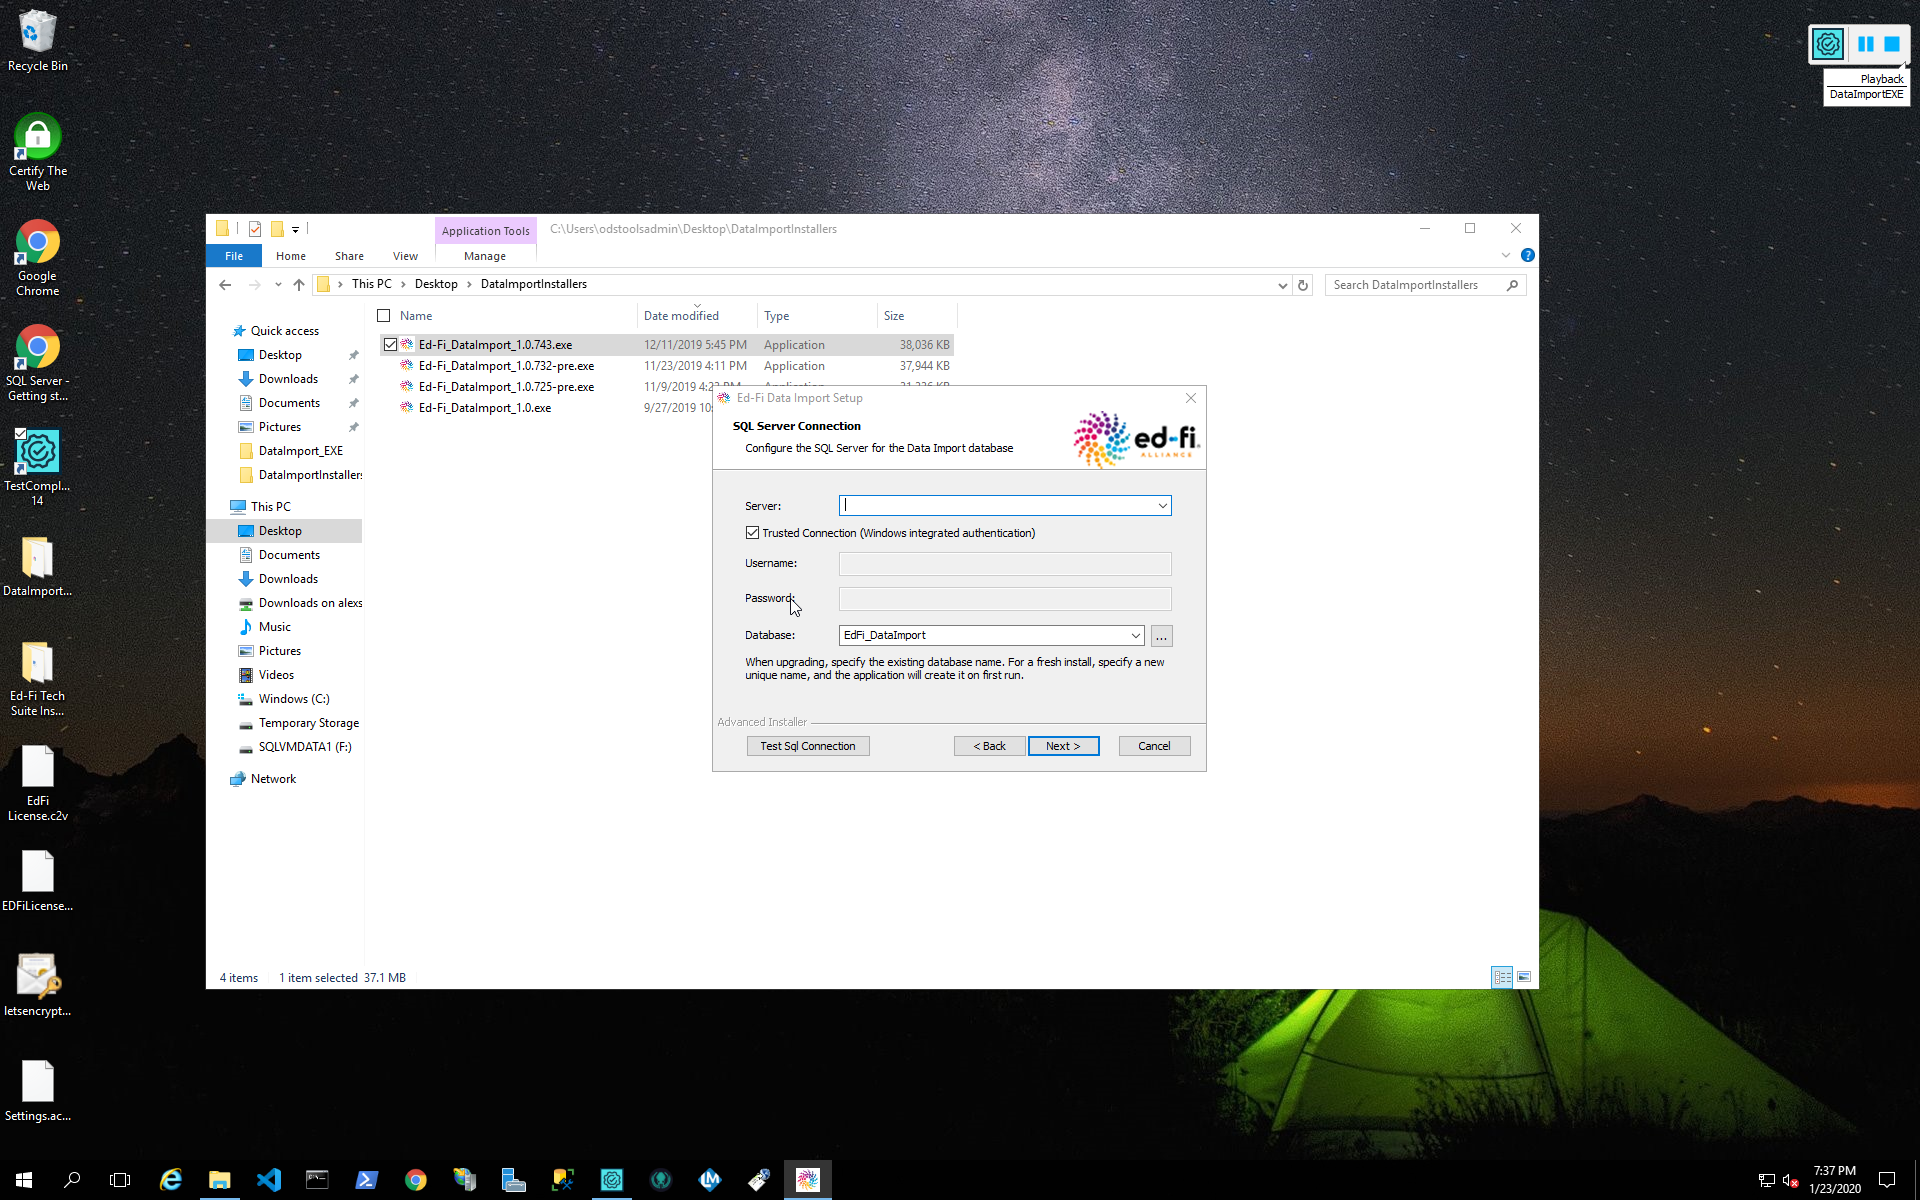 Recycle Bin
Certify The
Web
Google
Chrome
SQL Server -
Getting st...
TestCompl...
14
DataImport...
Ed-Fi Tech
Suite Ins...
EdFi
License.c2v
EDFiLicense...
letsencrypt...
Settings.ac...
Playback
DataImportEXE
Application Tools
C:\Users\odstoolsadmin\Desktop\DataImportInstallers
File
Home
Share
View
Manage
This PC
Desktop
DataImportInstallers
Search DataImportInstallers
Name
Date modified
Type
Size
Ed-Fi_DataImport_1.0.743.exe 12/11/2019 5:45 PM Application 38,036 KB
Ed-Fi_DataImport_1.0.732-pre.exe 11/23/2019 4:11 PM Application 37,944 KB
Ed-Fi_DataImport_1.0.725-pre.exe 11/9/2019
Ed-Fi_DataImport_1.0.exe 9/27/2019
Quick access
Desktop
Downloads
Documents
Pictures
DataImport_EXE
DataImportInstallers
This PC
Desktop
Documents
Downloads
Downloads on alexs
Music
Pictures
Videos
Windows (C:)
Temporary Storage
SQLVMDATA1 (F:)
Network
4 items
1 item selected 37.1 MB
Ed-Fi Data Import Setup
SQL Server Connection
Configure the SQL Server for the Data Import database
ed-fi
ALLIANCE
Server:
Trusted Connection (Windows integrated authentication)
Username:
Password:
Database:
EdFi_DataImport
...
When upgrading, specify the existing database name. For a fresh install, specify a new
unique name, and the application will create it on first run.
Advanced Installer
Test Sql Connection
< Back
Next >
Cancel
7:37 PM
1/23/2020